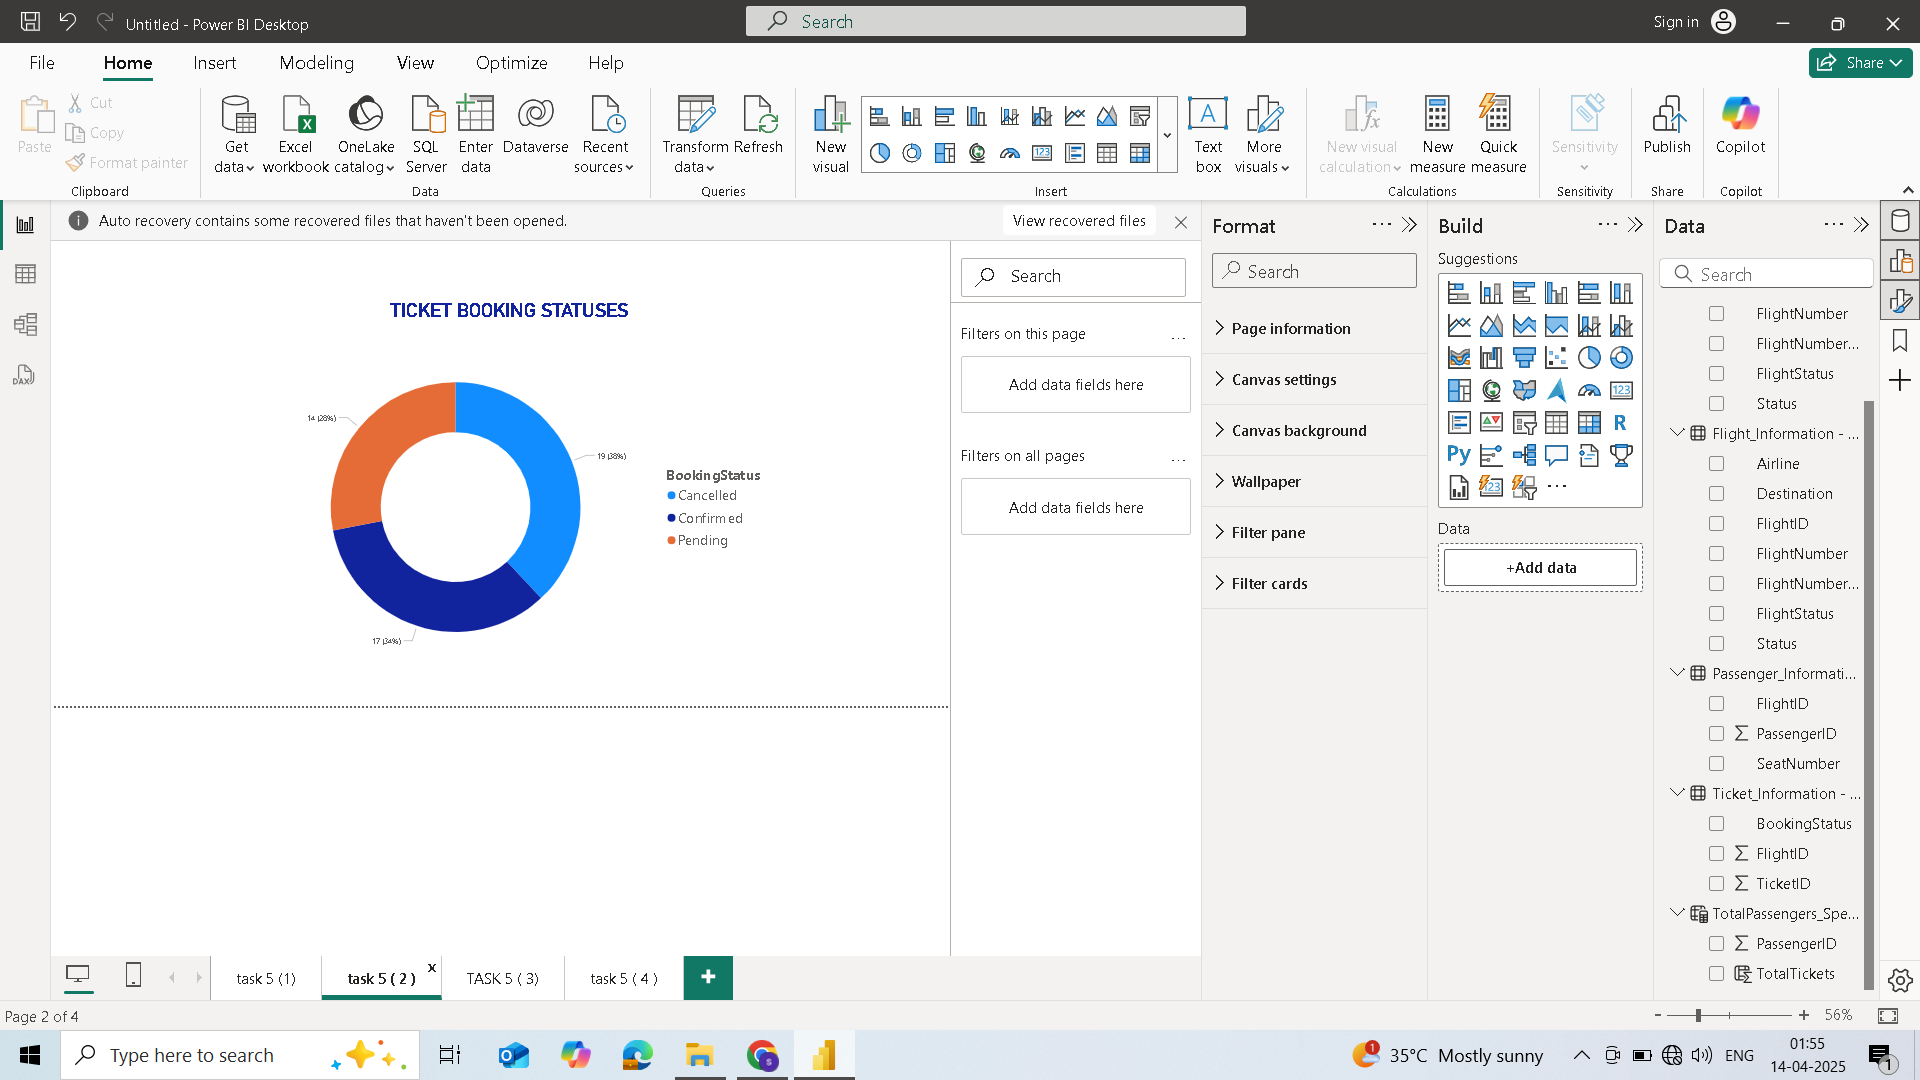 Untitled - Power BI Desktop
Search
Sign in
File
Home
Insert
Modeling
View
Optimize
Help
Share
Paste
Cut
Copy
Format painter
Clipboard
Get data
Excel workbook
OneLake catalog
SQL Server
Enter data
Dataverse
Recent sources
Data
Transform data
Refresh
Queries
New visual
Text box
More visuals
Insert
New visual calculation
New measure
Quick measure
Calculations
Sensitivity
Sensitivity
Publish
Share
Copilot
Copilot
Auto recovery contains some recovered files that haven't been opened.
View recovered files
TICKET BOOKING STATUSES
14 (28%)
19 (38%)
17 (34%)
BookingStatus
Cancelled
Confirmed
Pending
Search
Filters on this page
...
Add data fields here
Filters on all pages
...
Add data fields here
Format
Search
Page information
Canvas settings
Canvas background
Wallpaper
Filter pane
Filter cards
Build
Suggestions
R
Py
Data
+Add data
Data
Search
FlightNumber
FlightNumber...
FlightStatus
Status
Flight_Information - ...
Airline
Destination
FlightID
FlightNumber
FlightNumber...
FlightStatus
Status
Passenger_Informati...
FlightID
PassengerID
SeatNumber
Ticket_Information - ...
BookingStatus
FlightID
TicketID
TotalPassengers_Spe...
PassengerID
TotalTickets
task 5 (1)
task 5 ( 2 )
TASK 5 ( 3)
task 5 ( 4 )
Page 2 of 4
56%
Type here to search
35°C Mostly sunny
ENG
01:55
14-04-2025